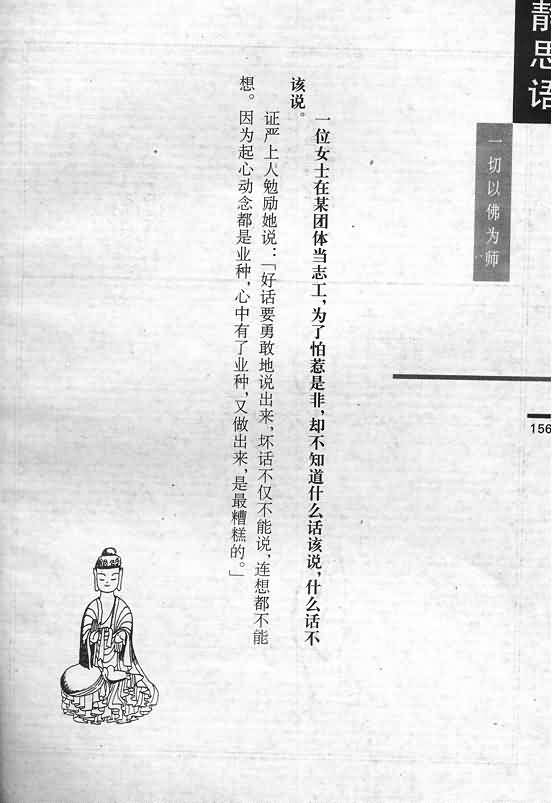 静思语
一切以佛为师
156
一位女士在某团体当志工，为了怕惹是非，却不知道什么话该说，什么话不
该说。
证严上人勉励她说：「好话要勇敢地说出来，坏话不仅不能说，连想都不能
想。因为起心动念都是业种，心中有了业种，又做出来，是最糟糕的。」